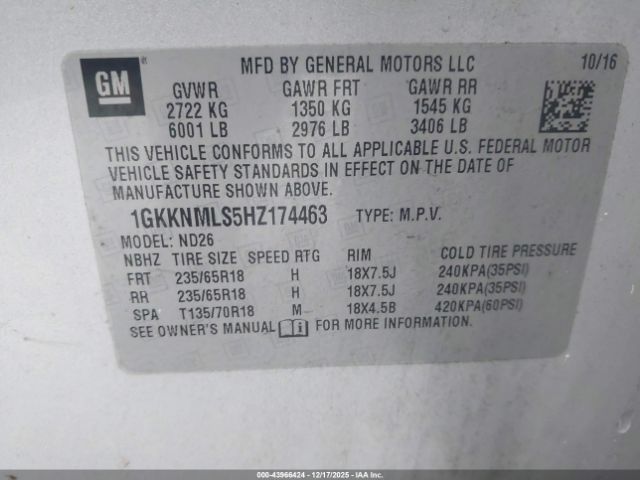 GM
MFD BY GENERAL MOTORS LLC 10/16
GVWR GAWR FRT GAWR RR
2722 KG 1350 KG 1545 KG
6001 LB 2976 LB 3406 LB
THIS VEHICLE CONFORMS TO ALL APPLICABLE U.S. FEDERAL MOTOR
VEHICLE SAFETY STANDARDS IN EFFECT ON THE DATE OF
MANUFACTURE SHOWN ABOVE.
1GKKNMLS5HZ174463 TYPE: M.P.V.
MODEL: ND26
NBHZ TIRE SIZE SPEED RTG RIM COLD TIRE PRESSURE
FRT 235/65R18 H 18X7.5J 240KPA(35PSI)
RR 235/65R18 H 18X7.5J 240KPA(35PSI)
SPA T135/70R18 M 18X4.5B 420KPA(60PSI)
SEE OWNER'S MANUAL FOR MORE INFORMATION.
000-43966424 - 12/17/2025 - IAAI.COM